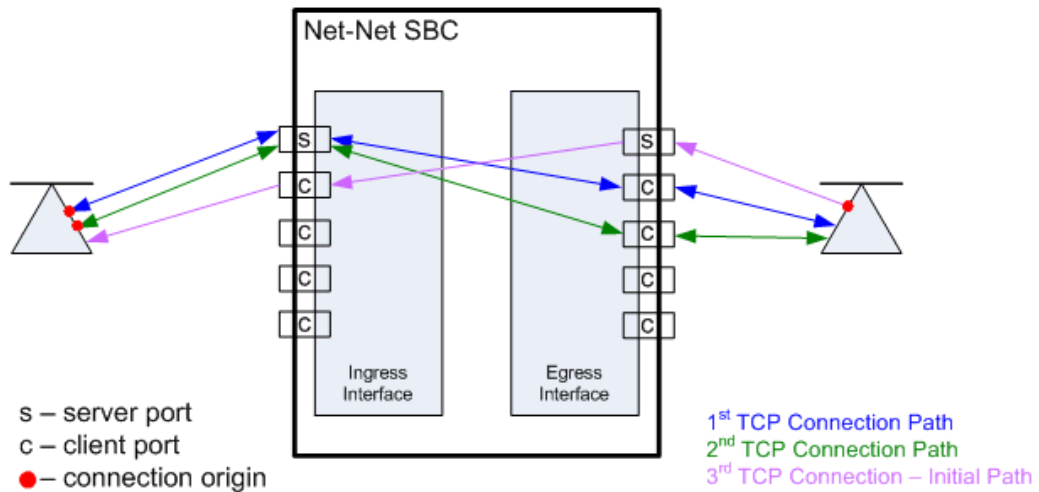 Net-Net SBC
S
C
C
C
C
S
C
C
C
C
Ingress
Interface
Egress
Interface
s – server port
c – client port
– connection origin
1st TCP Connection Path
2nd TCP Connection Path
3rd TCP Connection – Initial Path